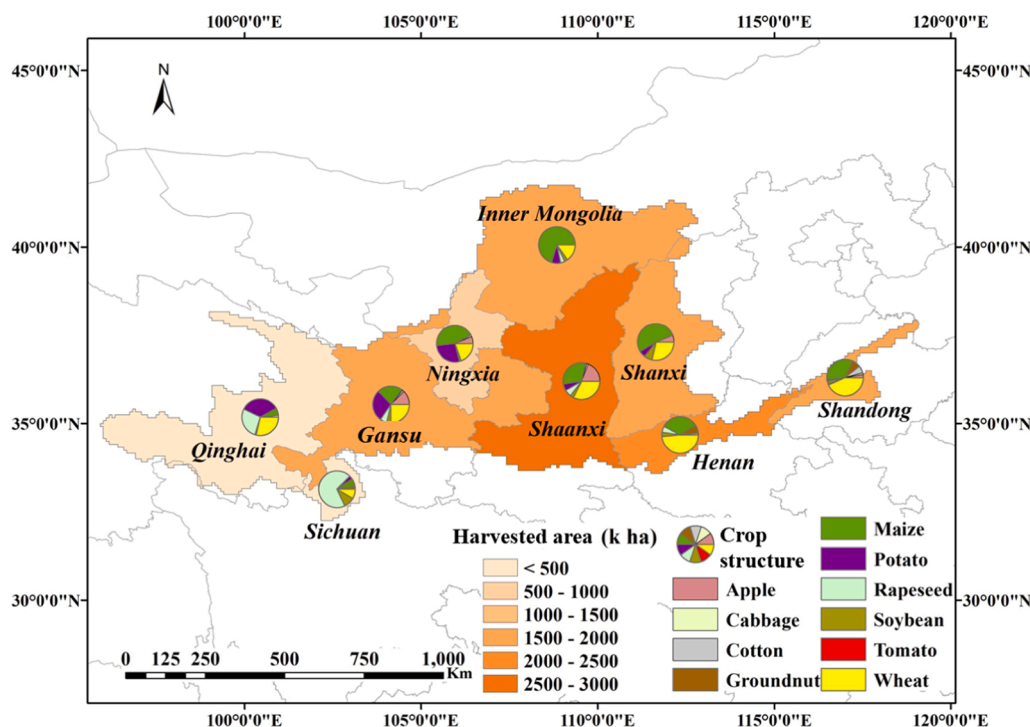 100°0'0"E 105°0'0"E 110°0'0"E 115°0'0"E 120°0'0"E
45°0'0"N 45°0'0"N
N
Inner Mongolia
40°0'0"N 40°0'0"N
Ningxia Shanxi
Shandong
35°0'0"N 35°0'0"N
Qinghai Gansu Shaanxi
Henan
Sichuan
Harvested area (k ha)
< 500
500 - 1000
1000 - 1500
1500 - 2000
2000 - 2500
2500 - 3000
Crop
structure
Apple
Cabbage
Cotton
Groundnut
Maize
Potato
Rapeseed
Soybean
Tomato
Wheat
30°0'0"N 30°0'0"N
0 125 250 500 750 1,000
Km
100°0'0"E 105°0'0"E 110°0'0"E 115°0'0"E 120°0'0"E